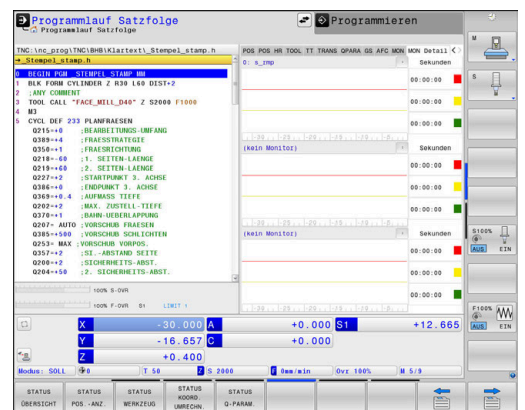 Programmlauf Satzfolge
Programmlauf Satzfolge
Programmieren
TNC:\nc_prog\TNC\BHB\Klartext\_Stempel_stamp.h
→_Stempel_stamp.h
0 BEGIN PGM _STEMPEL_STAMP MM
1 BLK FORM CYLINDER Z R30 L60 DIST+2
2 ;ANY COMMENT
3 TOOL CALL "FACE_MILL_D40" Z S2000 F1000
4 M3
5 CYCL DEF 233 PLANFRAESEN
Q215=+0 ;BEARBEITUNGS-UMFANG
Q389=+4 ;FRAESSTRATEGIE
Q350=+1 ;FRAESRICHTUNG
Q218=-60 ;1. SEITEN-LAENGE
Q219=+60 ;2. SEITEN-LAENGE
Q227=+2 ;STARTPUNKT 3. ACHSE
Q386=+0 ;ENDPUNKT 3. ACHSE
Q369=+0.4 ;AUFMASS TIEFE
Q202=+2 ;MAX. ZUSTELL-TIEFE
Q370=+1 ;BAHN-UEBERLAPPUNG
Q207= AUTO ;VORSCHUB FRAESEN
Q385=+500 ;VORSCHUB SCHLICHTEN
Q253= MAX ;VORSCHUB VORPOS.
Q357=+2 ;SI.-ABSTAND SEITE
Q200=+2 ;SICHERHEITS-ABST.
Q204=+50 ;2. SICHERHEITS-ABST.
100% S-OVR
100% F-OVR S1 LIMIT 1
POS POS HR TOOL TT TRANS QPARA GS AFC MON MON Detail
0: s_rmp Sekunden
00:00:00
00:00:00
00:00:00
(kein Monitor) Sekunden
00:00:00
00:00:00
00:00:00
(kein Monitor) Sekunden
00:00:00
00:00:00
00:00:00
X -30.000 A +0.000 S1 +12.665
Y -16.657 C +0.000
Z +0.400
Modus: SOLL 0 T 50 Z S 2000 F 0mm/min Ovr 100% M 5/9
STATUS ÜBERSICHT
STATUS POS.-ANZ.
STATUS WERKZEUG
STATUS KOORD. UMRECHN.
STATUS Q-PARAM.
M
S
S100%
AUS EIN
F100%
AUS EIN